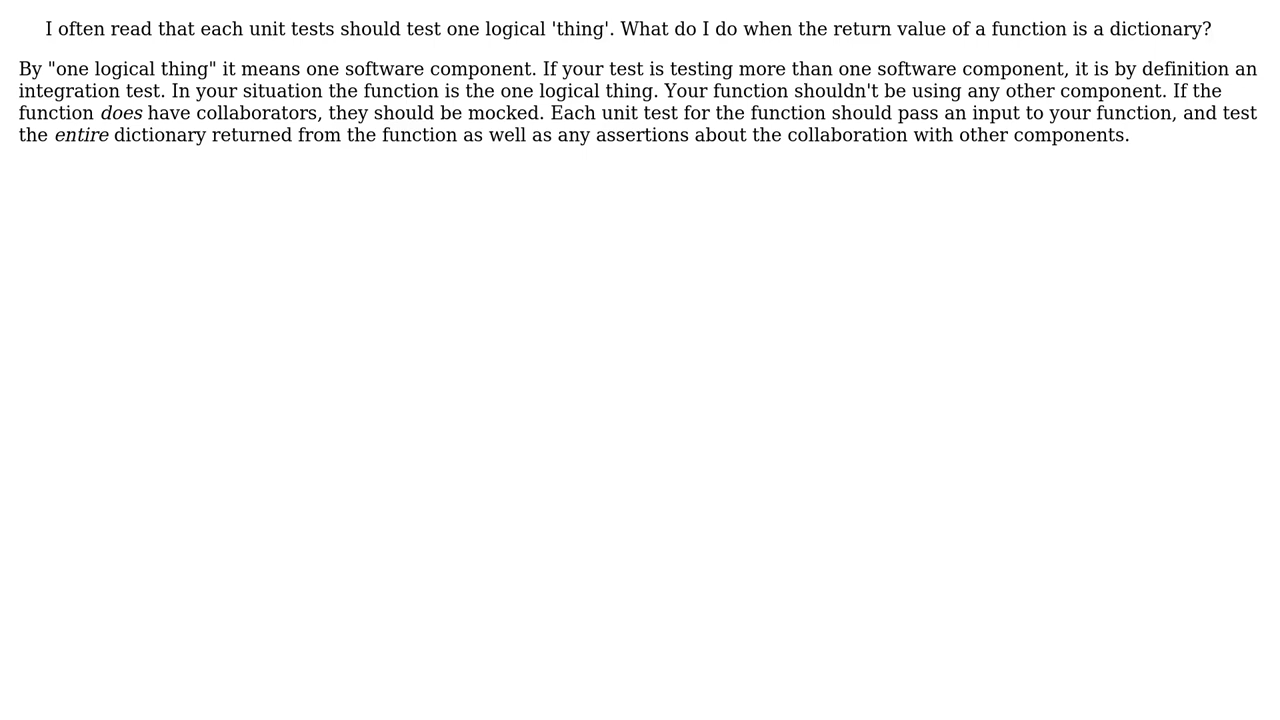 I often read that each unit tests should test one logical 'thing'. What do I do when the return value of a function is a dictionary?
By "one logical thing" it means one software component. If your test is testing more than one software component, it is by definition an
integration test. In your situation the function is the one logical thing. Your function shouldn't be using any other component. If the
function does have collaborators, they should be mocked. Each unit test for the function should pass an input to your function, and test
the entire dictionary returned from the function as well as any assertions about the collaboration with other components.